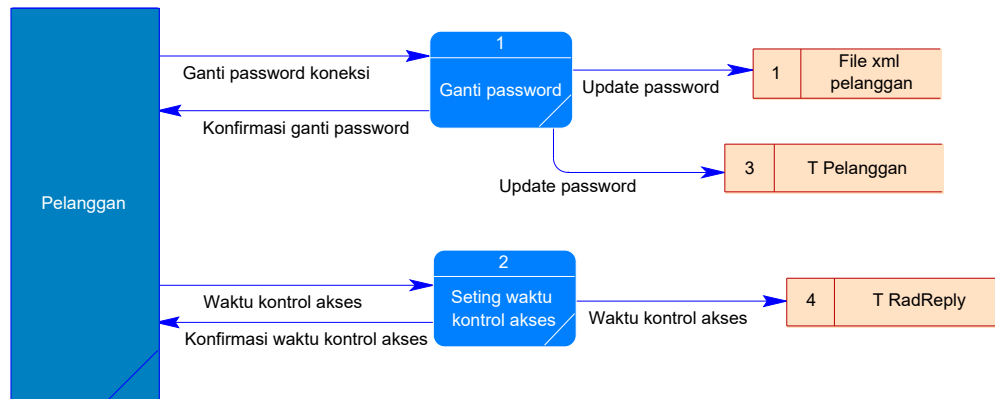 Pelanggan
Ganti password koneksi
Konfirmasi ganti password
1
Ganti password
Update password
1
File xml
pelanggan
Update password
3
T Pelanggan
Waktu kontrol akses
Konfirmasi waktu kontrol akses
2
Seting waktu
kontrol akses
Waktu kontrol akses
4
T RadReply